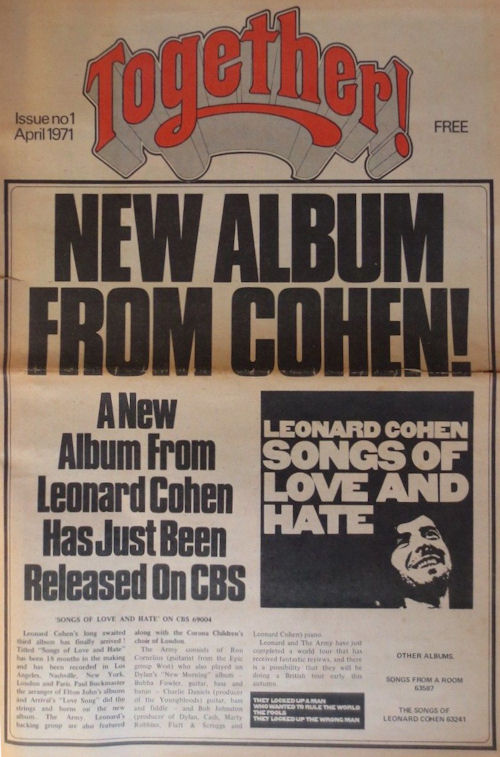 Together!
Issue no 1
April 1971
FREE
NEW ALBUM
FROM COHEN!
A New
Album From
Leonard Cohen
Has Just Been
Released On CBS
LEONARD COHEN
SONGS OF
LOVE AND
HATE
'SONGS OF LOVE AND HATE' ON CBS 69004
Leonard Cohen's long awaited
third album has finally arrived!
Titled "Songs of Love and Hate"
has been 18 months in the making
and has been recorded in Los
Angeles, Nashville, New York,
London and Paris. Paul Buckmaster
the arranger of Elton John's albums
and Arrival's "Love Song" did the
strings and horns on the new
album. The Army, Leonard's
backing group are also featured
along with the Corona Children's
choir of London.
The Army consists of Ron
Cornelius (guitarist from the Epic
group West) who also played on
Dylan's "New Morning" album –
Bubba Fowler, guitar, bass and
banjo – Charlie Daniels (producer
of the Youngbloods) guitar, bass
and fiddle – and Bob Johnston
(producer of Dylan, Cash, Marty
Robbins, Flatt & Scruggs and
Leonard Cohen) piano.
Leonard and The Army have just
completed a world tour that has
received fantastic reviews, and there
is a possibility that they will be
doing a British tour early this
autumn.
THEY LOCKED UP A MAN
WHO WANTED TO RULE THE WORLD
THE FOOLS
THEY LOCKED UP THE WRONG MAN
OTHER ALBUMS.
SONGS FROM A ROOM
63587
THE SONGS OF
LEONARD COHEN 63241